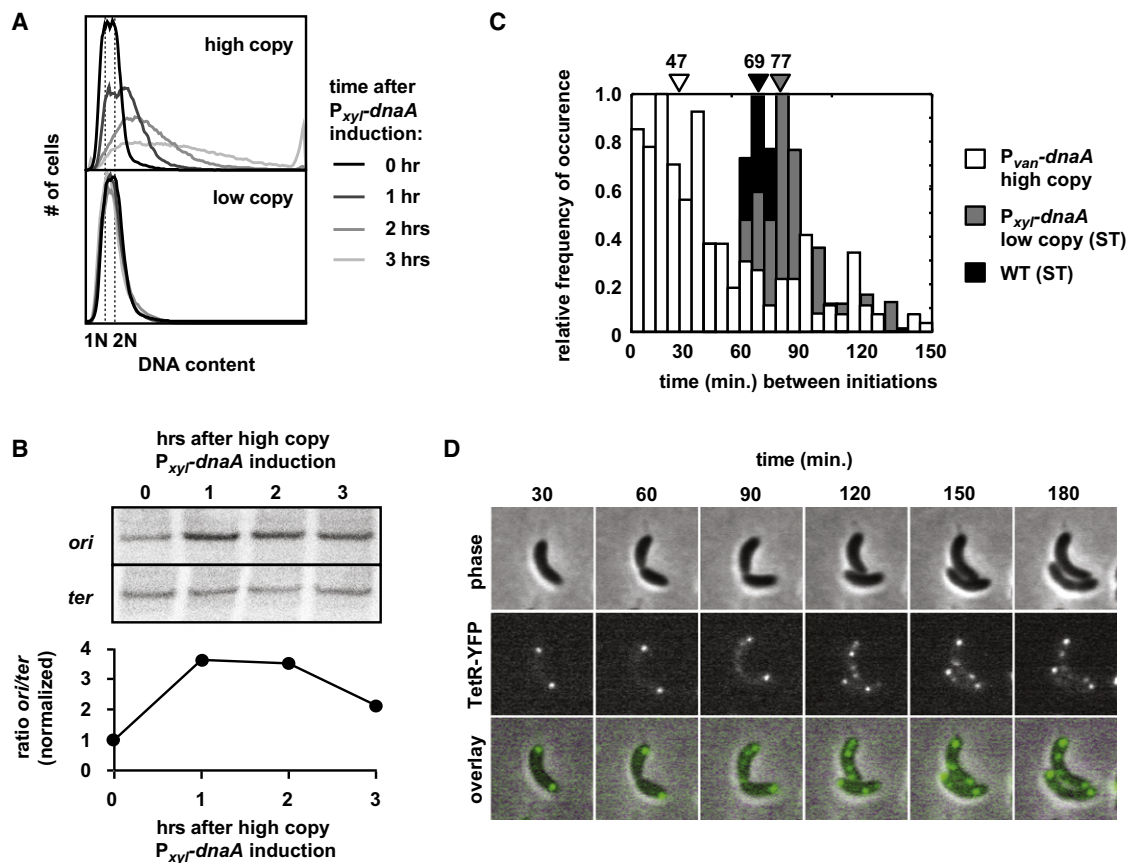 A
high copy
low copy
# of cells
1N 2N
DNA content
time after
Pxyl-dnaA
induction:
0 hr
1 hr
2 hrs
3 hrs
B
hrs after high copy
Pxyl-dnaA induction
0 1 2 3
ori
ter
ratio ori/ter
(normalized)
4
3
2
1
0
0 1 2 3
hrs after high copy
Pxyl-dnaA induction
C
47 69 77
relative frequency of occurence
1.0
0.8
0.6
0.4
0.2
0
0 30 60 90 120 150
time (min.) between initiations
Pvan-dnaA
high copy
Pxyl-dnaA
low copy (ST)
WT (ST)
D
time (min.)
30 60 90 120 150 180
phase
TetR-YFP
overlay